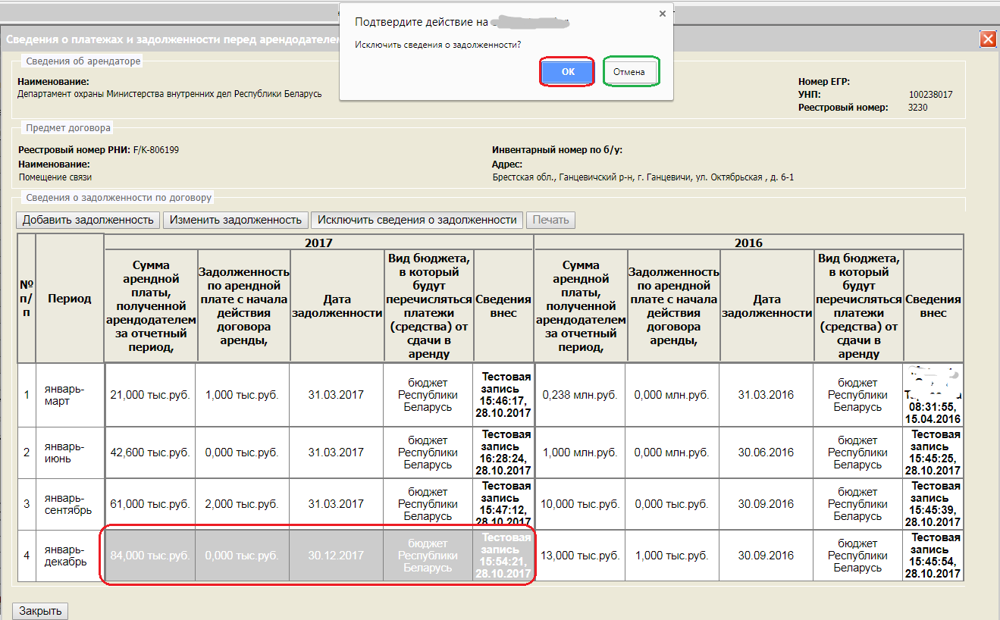 Подтвердите действие на
Исключить сведения о задолженности?
ОК
Отмена
Сведения о платежах и задолженности перед арендодателем
Сведения об арендаторе
Наименование:
Департамент охраны Министерства внутренних дел Республики Беларусь
Номер ЕГР:
УНП: 100238017
Реестровый номер: 3230
Предмет договора
Реестровый номер РНИ: F/K-806199
Наименование:
Помещение связи
Инвентарный номер по б/у:
Адрес:
Брестская обл., Ганцевичский р-н, г. Ганцевичи, ул. Октябрьская , д. 6-1
Сведения о задолженности по договору
Добавить задолженность
Изменить задолженность
Исключить сведения о задолженности
Печать
№
п/
п
Период
2017
Сумма
арендной
платы,
полученной
арендодателем
за отчетный
период,
Задолженность
по арендной
плате с начала
действия
договора
аренды,
Дата
задолженности
Вид бюджета,
в который
будут
перечисляться
платежи
(средства) от
сдачи в
аренду
Сведения
внес
2016
Сумма
арендной
платы,
полученной
арендодателем
за отчетный
период,
Задолженность
по арендной
плате с начала
действия
договора
аренды,
Дата
задолженности
Вид бюджета,
в который
будут
перечисляться
платежи
(средства) от
сдачи в
аренду
Сведения
внес
1
январь-
март
21,000 тыс.руб.
1,000 тыс.руб.
31.03.2017
бюджет
Республики
Беларусь
Тестовая
запись
15:46:17,
28.10.2017
0,238 млн.руб.
0,000 млн.руб.
31.03.2016
бюджет
Республики
Беларусь
08:31:55,
15.04.2016
2
январь-
июнь
42,600 тыс.руб.
0,000 тыс.руб.
31.03.2017
бюджет
Республики
Беларусь
Тестовая
запись
16:28:24,
28.10.2017
1,000 млн.руб.
0,000 млн.руб.
30.06.2016
бюджет
Республики
Беларусь
Тестовая
запись
15:45:25,
28.10.2017
3
январь-
сентябрь
61,000 тыс.руб.
2,000 тыс.руб.
31.03.2017
бюджет
Республики
Беларусь
Тестовая
запись
15:47:12,
28.10.2017
10,000 тыс.руб.
0,000 тыс.руб.
30.09.2016
бюджет
Республики
Беларусь
Тестовая
запись
15:45:39,
28.10.2017
4
январь-
декабрь
84,000 тыс.руб.
0,000 тыс.руб.
30.12.2017
бюджет
Республики
Беларусь
Тестовая
запись
15:54:21,
28.10.2017
13,000 тыс.руб.
1,000 тыс.руб.
30.09.2016
бюджет
Республики
Беларусь
Тестовая
запись
15:45:54,
28.10.2017
Закрыть